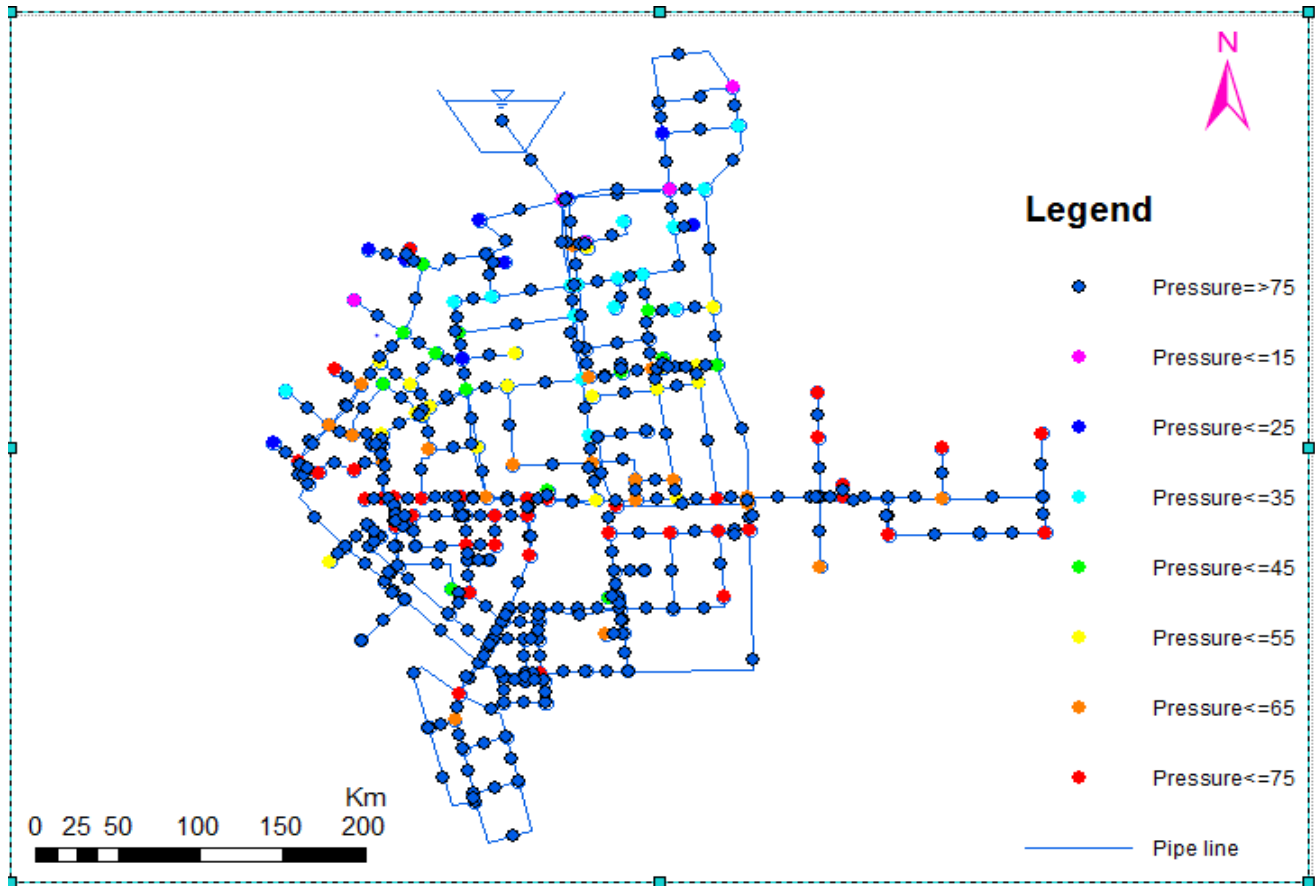 N
Legend
Pressure=>75
Pressure<=15
Pressure<=25
Pressure<=35
Pressure<=45
Pressure<=55
Pressure<=65
Pressure<=75
Pipe line
Km
0 25 50 100 150 200